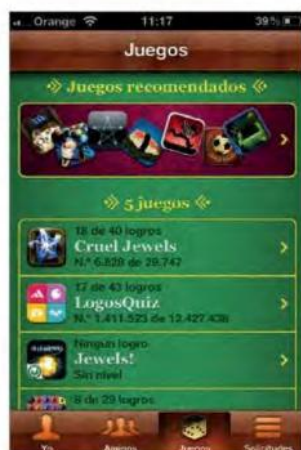 Orange 11:17 39 %
Juegos
Juegos recomendados
5 juegos
18 de 40 logros
Cruel Jewels
N.º 6.828 de 29.747
17 de 43 logros
LogosQuiz
N.º 1.411.523 de 12.427.438
Ningún logro
Jewels!
Sin nivel
8 de 29 logros
Yo Amigos Juegos Solicitudes